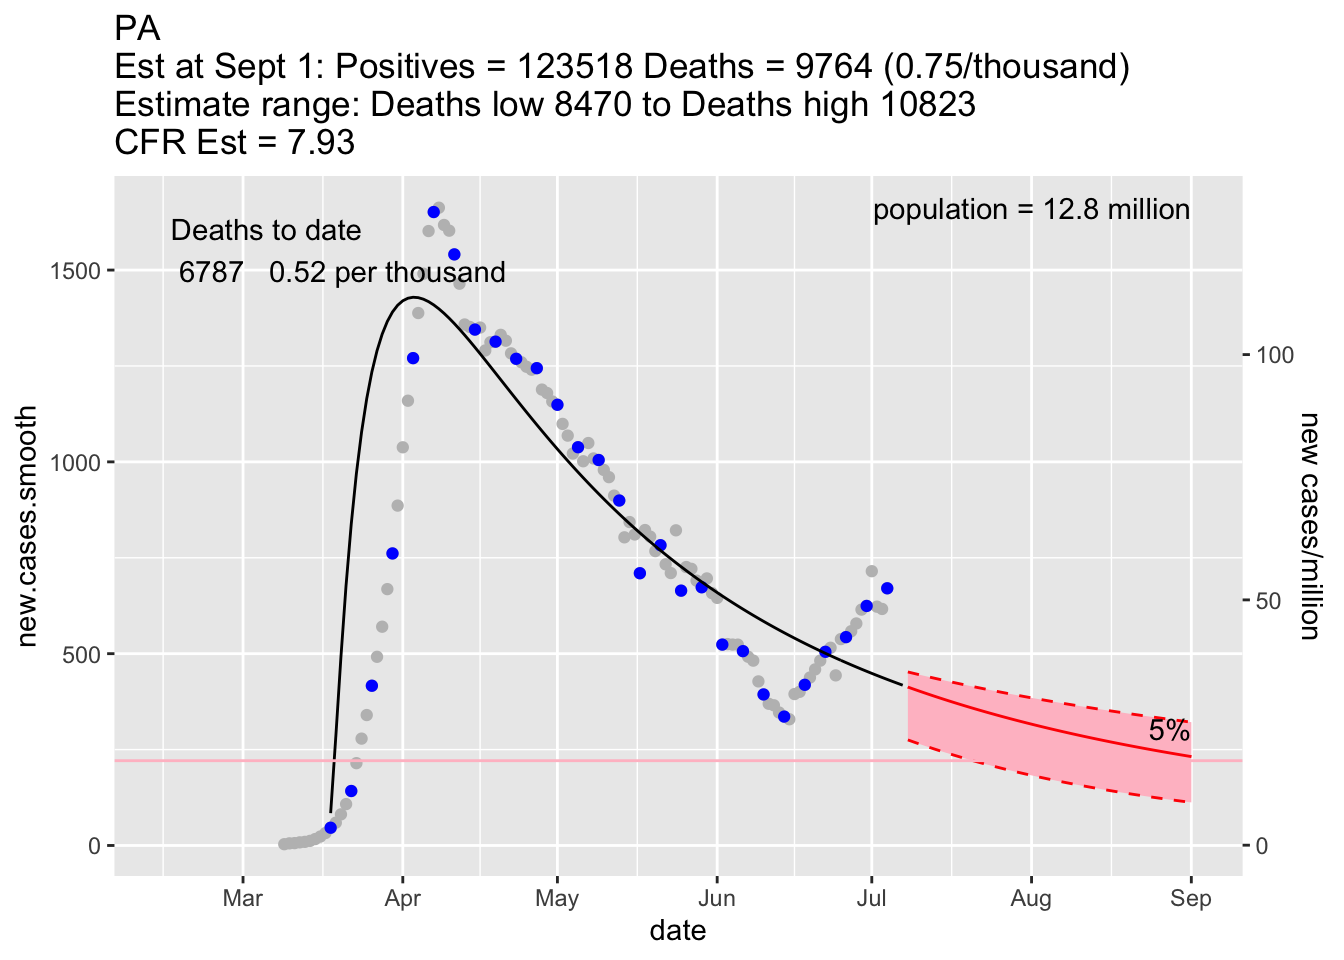 PA
Est at Sept 1: Positives = 123518 Deaths = 9764 (0.75/thousand)
Estimate range: Deaths low 8470 to Deaths high 10823
CFR Est = 7.93
population = 12.8 million
Deaths to date
6787 0.52 per thousand
1500
1000
500
0
new.cases.smooth
100
50
0
new cases/million
5%
Mar Apr May Jun Jul Aug Sep
date